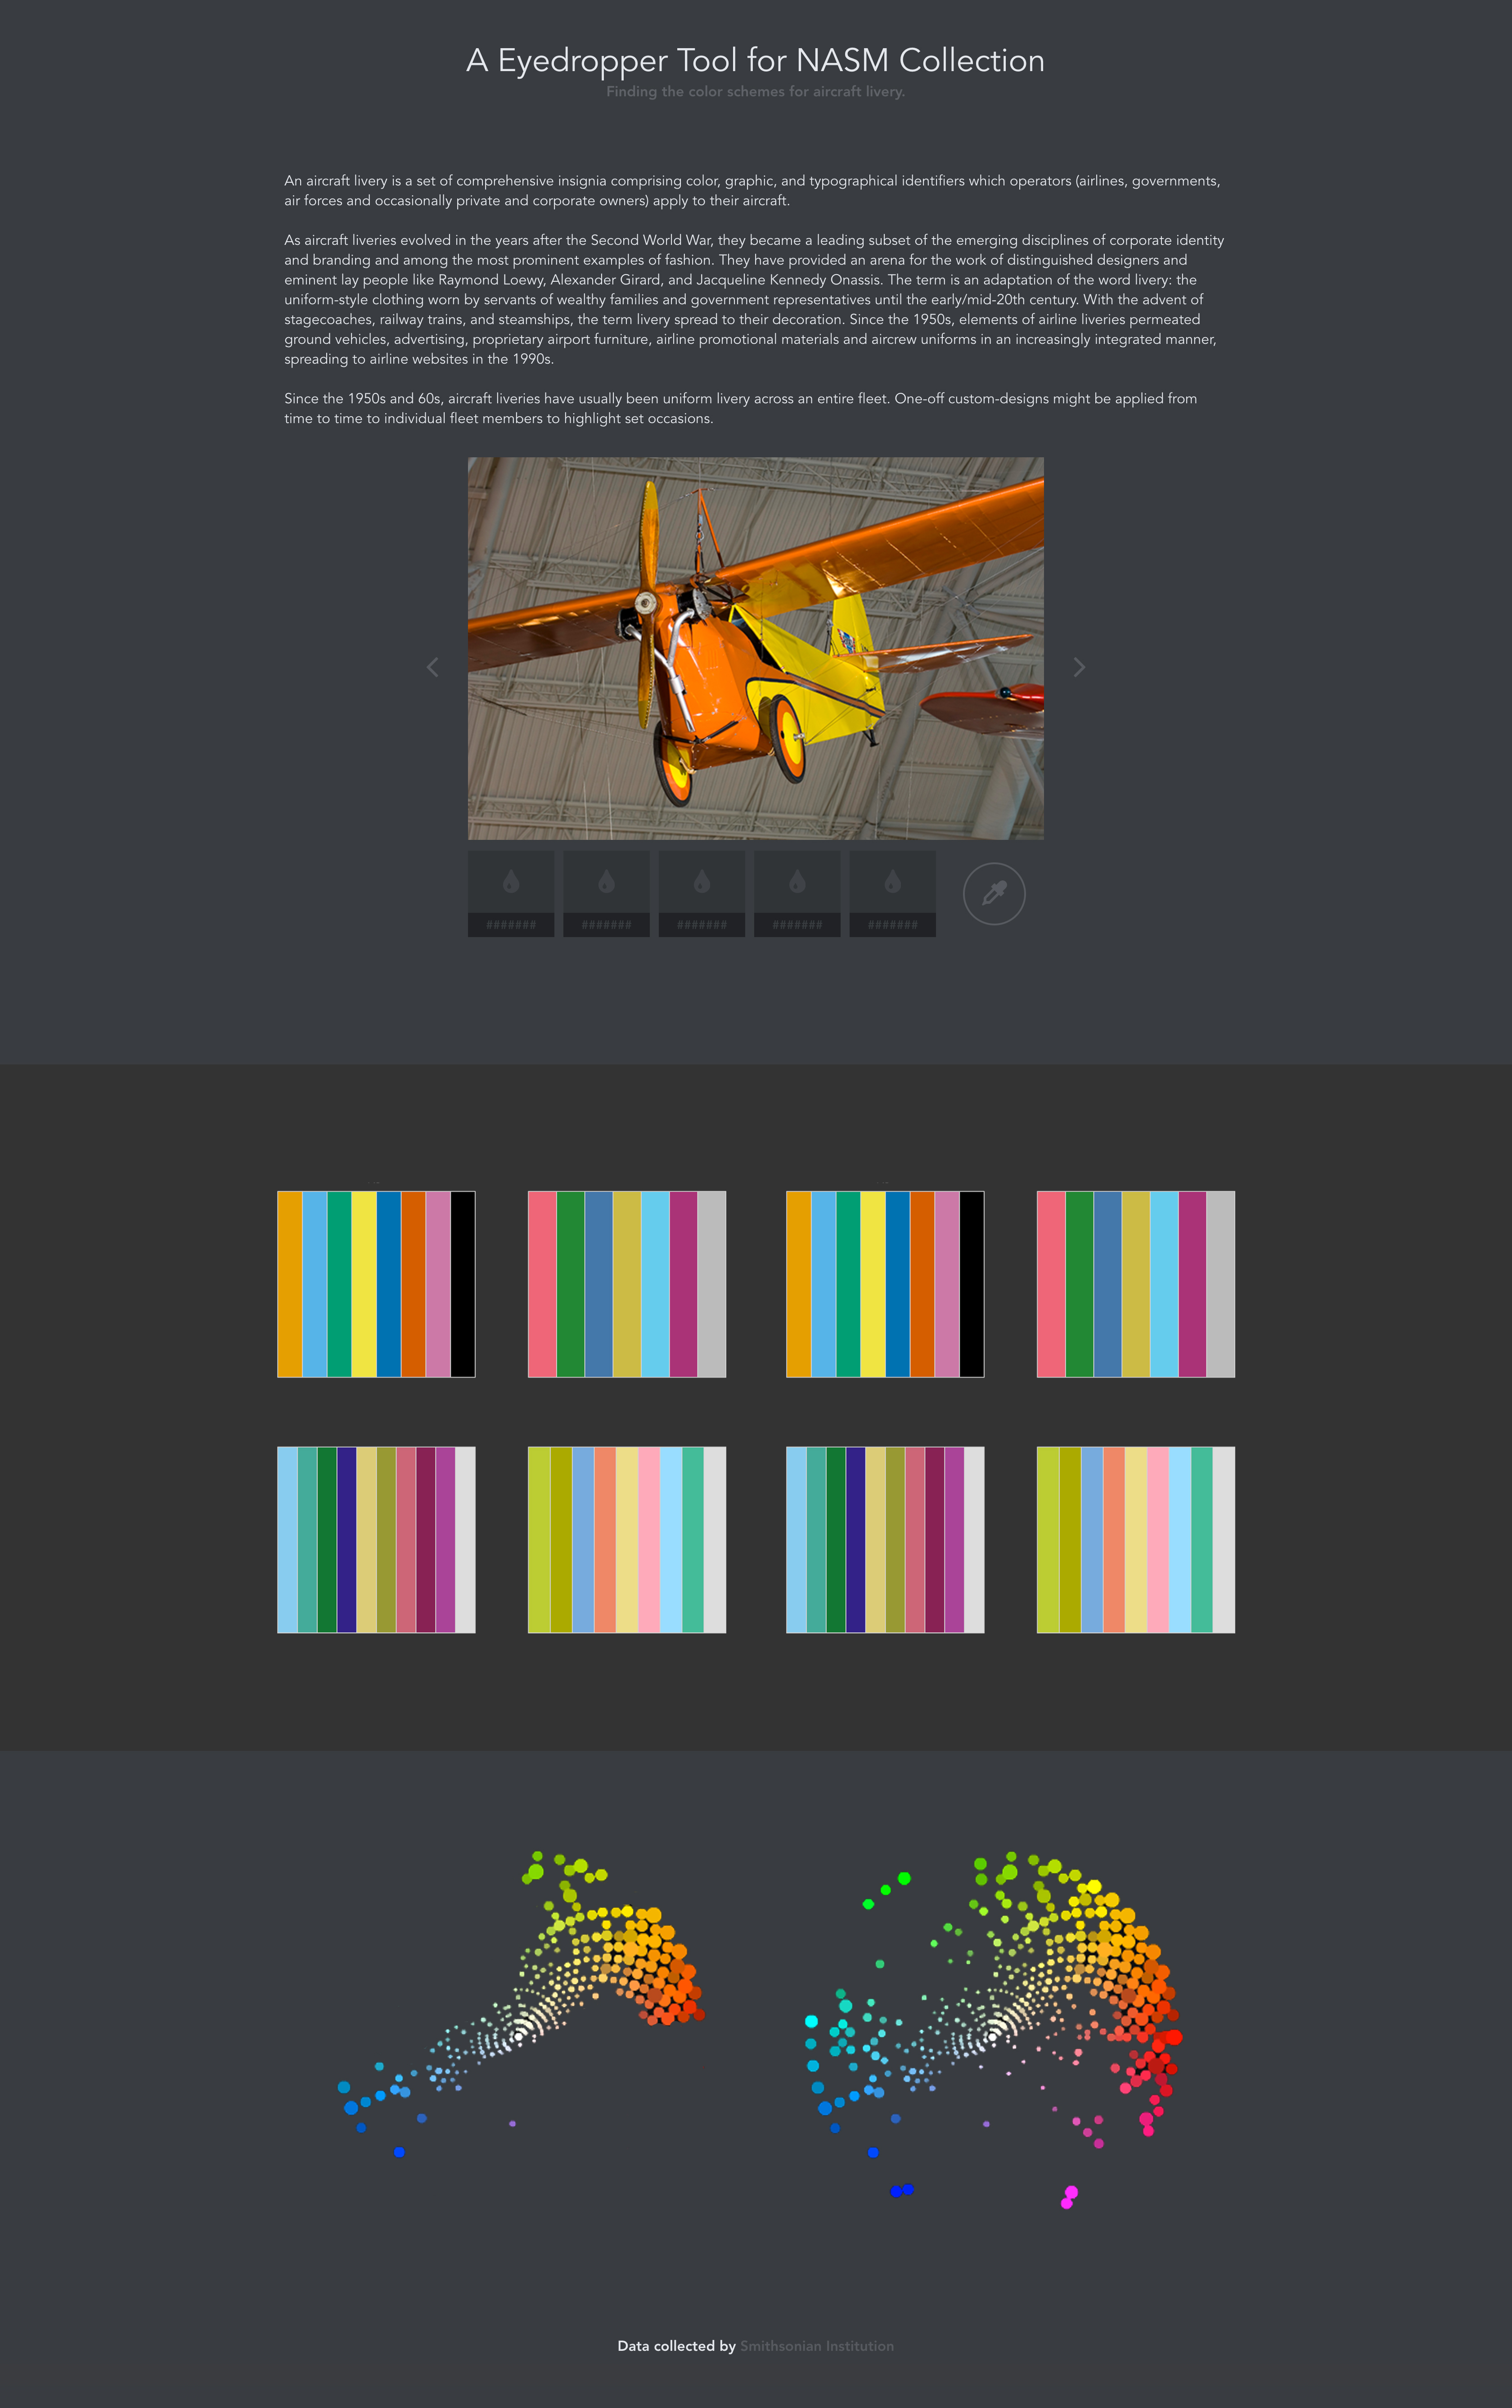 A Eyedropper Tool for NASM Collection
Finding the color schemes for aircraft livery.
An aircraft livery is a set of comprehensive insignia comprising color, graphic, and typographical identifiers which operators (airlines, governments,
air forces and occasionally private and corporate owners) apply to their aircraft.
As aircraft liveries evolved in the years after the Second World War, they became a leading subset of the emerging disciplines of corporate identity
and branding and among the most prominent examples of fashion. They have provided an arena for the work of distinguished designers and
eminent lay people like Raymond Loewy, Alexander Girard, and Jacqueline Kennedy Onassis. The term is an adaptation of the word livery: the
uniform-style clothing worn by servants of wealthy families and government representatives until the early/mid-20th century. With the advent of
stagecoaches, railway trains, and steamships, the term livery spread to their decoration. Since the 1950s, elements of airline liveries permeated
ground vehicles, advertising, proprietary airport furniture, airline promotional materials and aircrew uniforms in an increasingly integrated manner,
spreading to airline websites in the 1990s.
Since the 1950s and 60s, aircraft liveries have usually been uniform livery across an entire fleet. One-off custom-designs might be applied from
time to time to individual fleet members to highlight set occasions.
####### ####### ####### ####### #######
Data collected by Smithsonian Institution